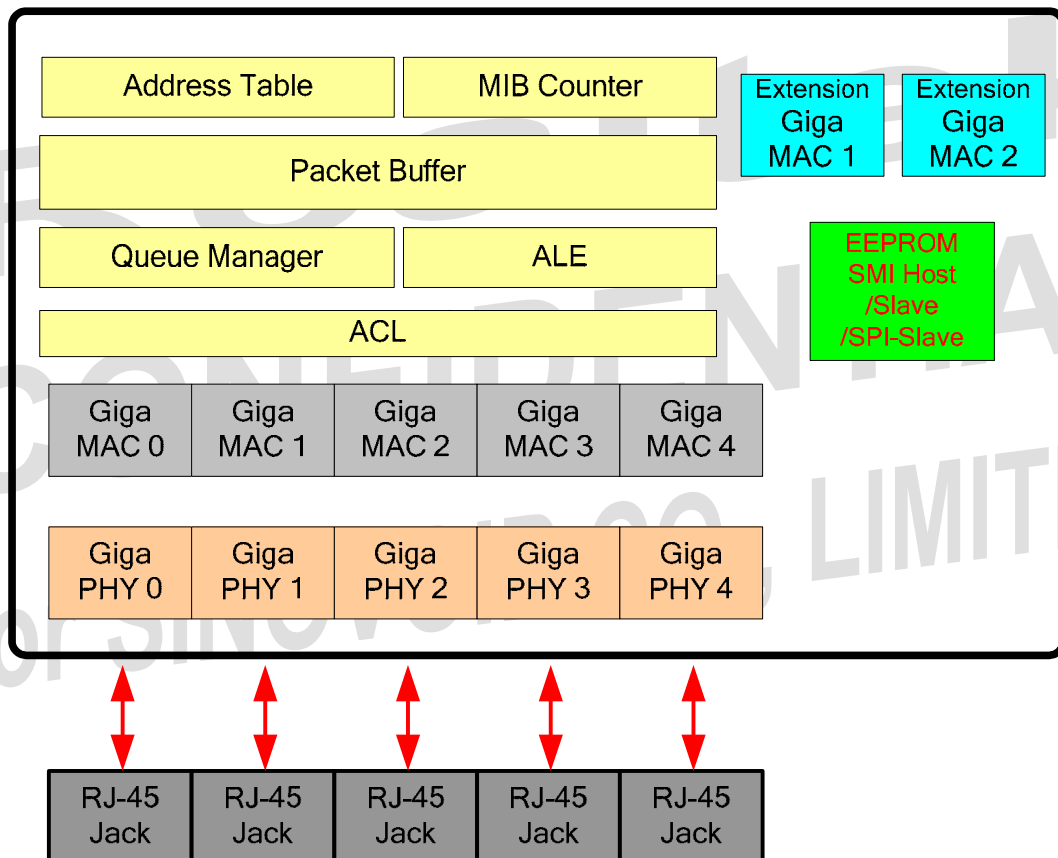 Address Table
MIB Counter
Extension
Giga
MAC 1
Extension
Giga
MAC 2
Packet Buffer
Queue Manager
ALE
EEPROM
SMI Host
/Slave
/SPI-Slave
ACL
Giga
MAC 0
Giga
MAC 1
Giga
MAC 2
Giga
MAC 3
Giga
MAC 4
Giga
PHY 0
Giga
PHY 1
Giga
PHY 2
Giga
PHY 3
Giga
PHY 4
RJ-45
Jack
RJ-45
Jack
RJ-45
Jack
RJ-45
Jack
RJ-45
Jack